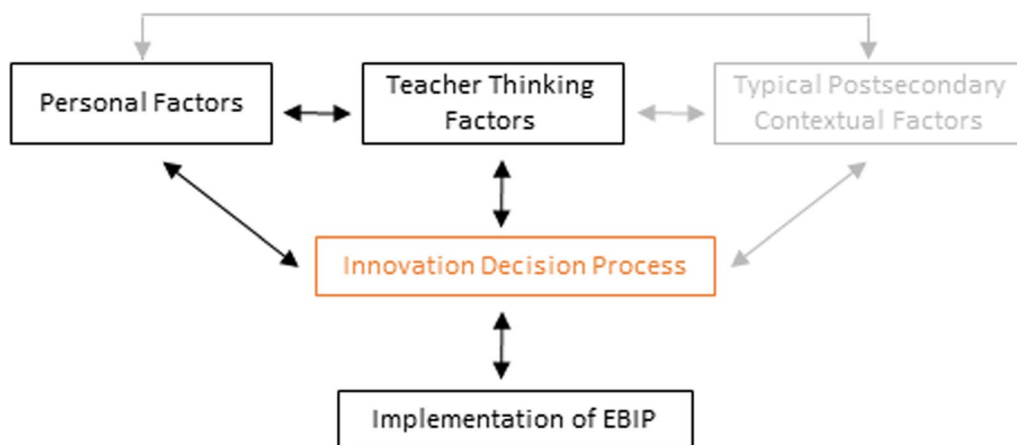 Personal Factors
Teacher Thinking
Factors
Typical Postsecondary
Contextual Factors
Innovation Decision Process
Implementation of EBIP